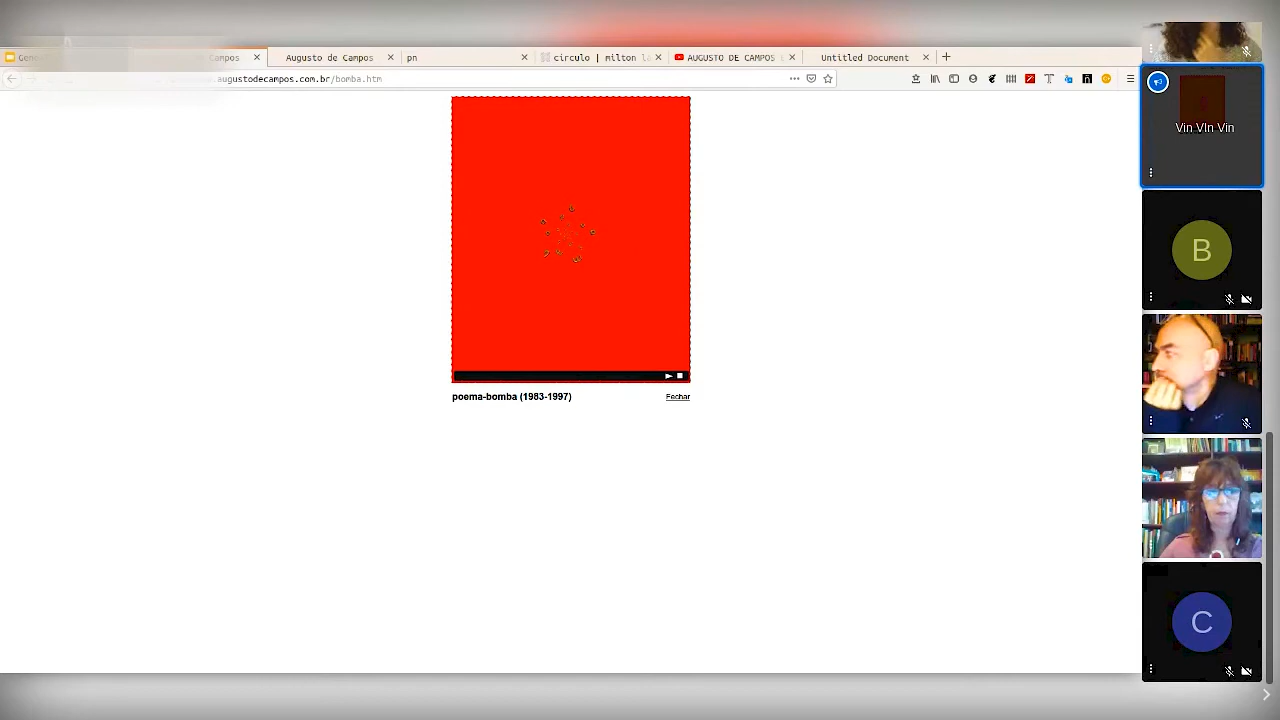 Campos
Augusto de Campos
pn
circulo | milton l
AUGUSTO DE CAMPOS
Untitled Document
augustodecampos.com.br/bomba.htm
poema-bomba (1983-1997)
Fechar
Vin VIn Vin
B
C